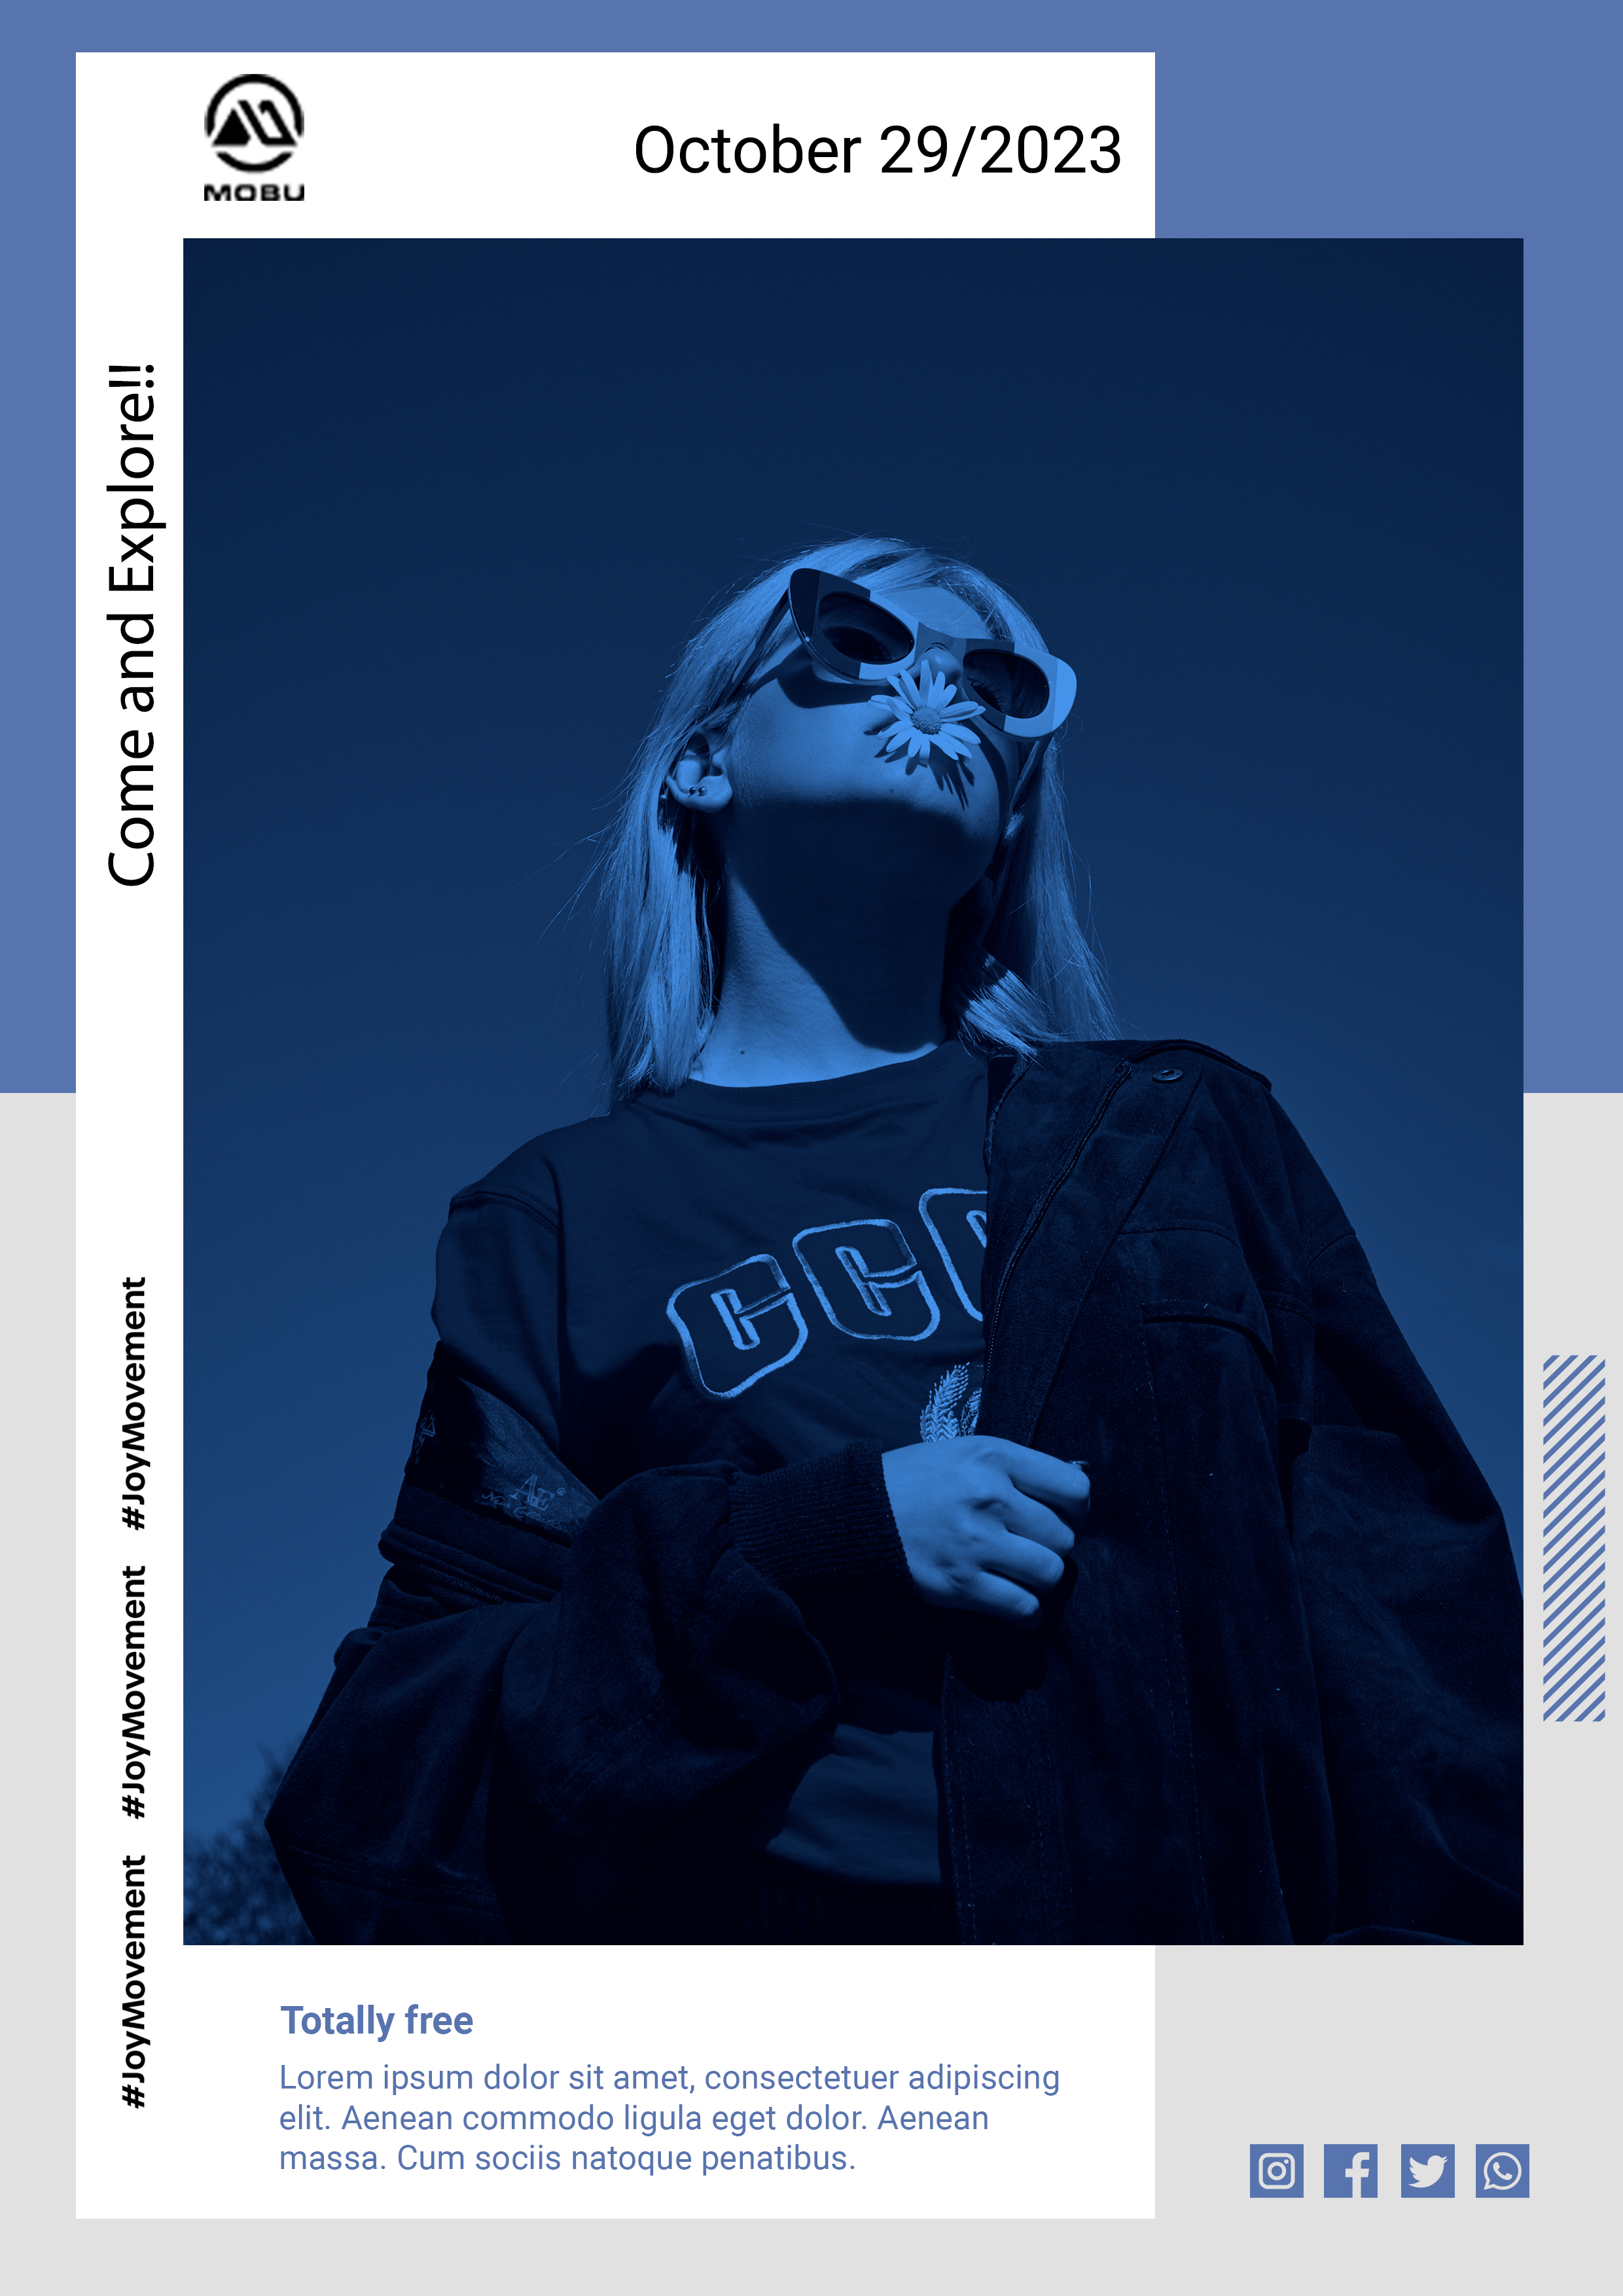 MOBU
October 29/2023
Come and Explore!!
#JoyMovement #JoyMovement #JoyMovement
CCC
Totally free
Lorem ipsum dolor sit amet, consectetuer adipiscing
elit. Aenean commodo ligula eget dolor. Aenean
massa. Cum sociis natoque penatibus.